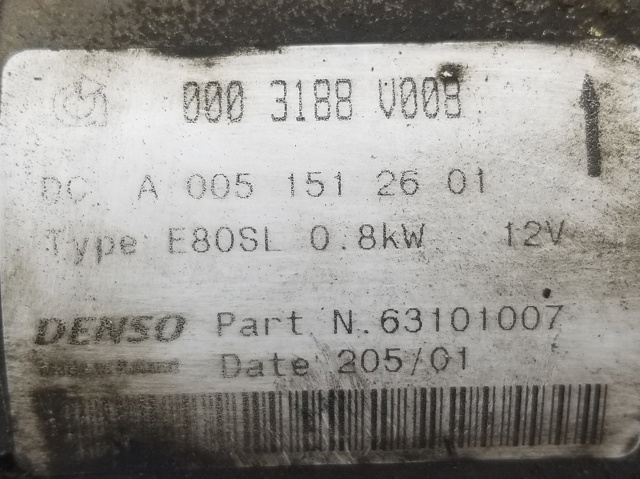 000 3188 V008
DC A 005 151 26 01
Type E80SL 0.8kW 12V
DENSO Part N.63101007
Date 205/01